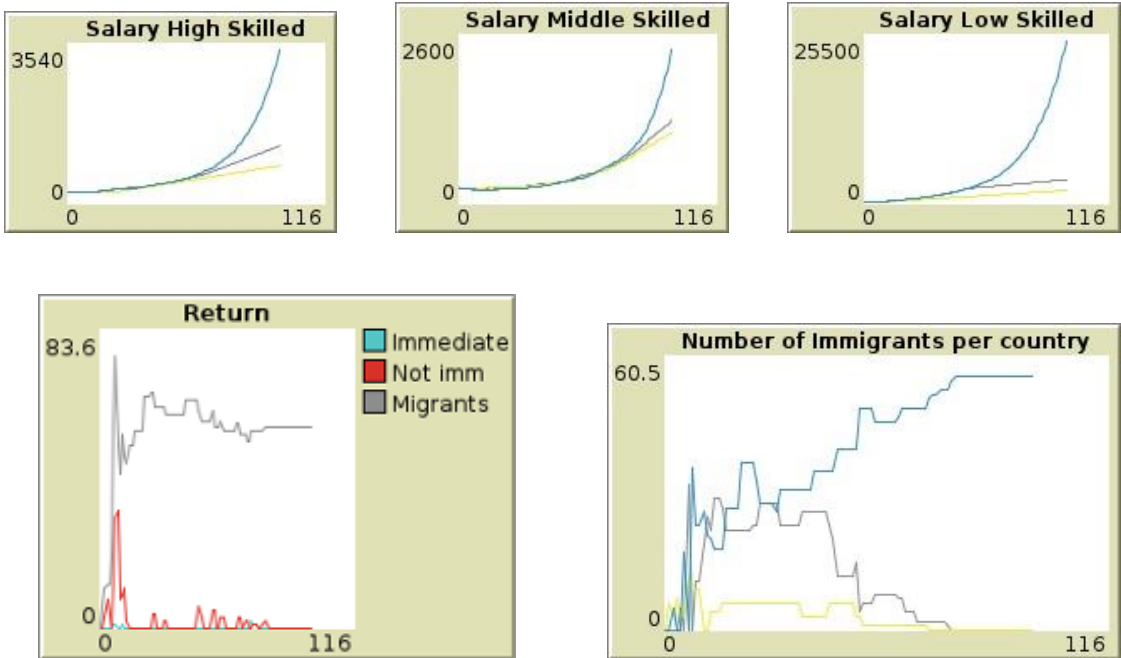 Salary High Skilled
3540
0
0 116
Salary Middle Skilled
2600
0
0 116
Salary Low Skilled
25500
0
0 116
Return
83.6
0
0 116
Immediate
Not imm
Migrants
Number of Immigrants per country
60.5
0
0 116